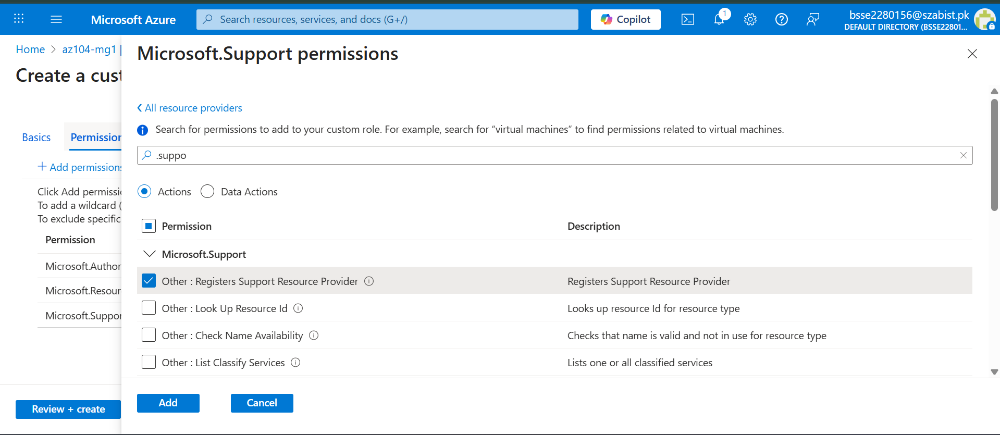 Microsoft Azure
Search resources, services, and docs (G+/)
Copilot
1
bsse2280156@szabist.pk
DEFAULT DIRECTORY (BSSE22801...
Home > az104-mg1 |
Create a cust
Basics
Permission
+ Add permissions
Click Add permissi
To add a wildcard (
To exclude specific
Permission
Microsoft.Author
Microsoft.Resour
Microsoft.Suppor
Review + create
Microsoft.Support permissions
All resource providers
Search for permissions to add to your custom role. For example, search for “virtual machines” to find permissions related to virtual machines.
.suppo
Actions
Data Actions
Permission Description
Microsoft.Support
Other : Registers Support Resource Provider Registers Support Resource Provider
Other : Look Up Resource Id Looks up resource Id for resource type
Other : Check Name Availability Checks that name is valid and not in use for resource type
Other : List Classify Services Lists one or all classified services
Add
Cancel